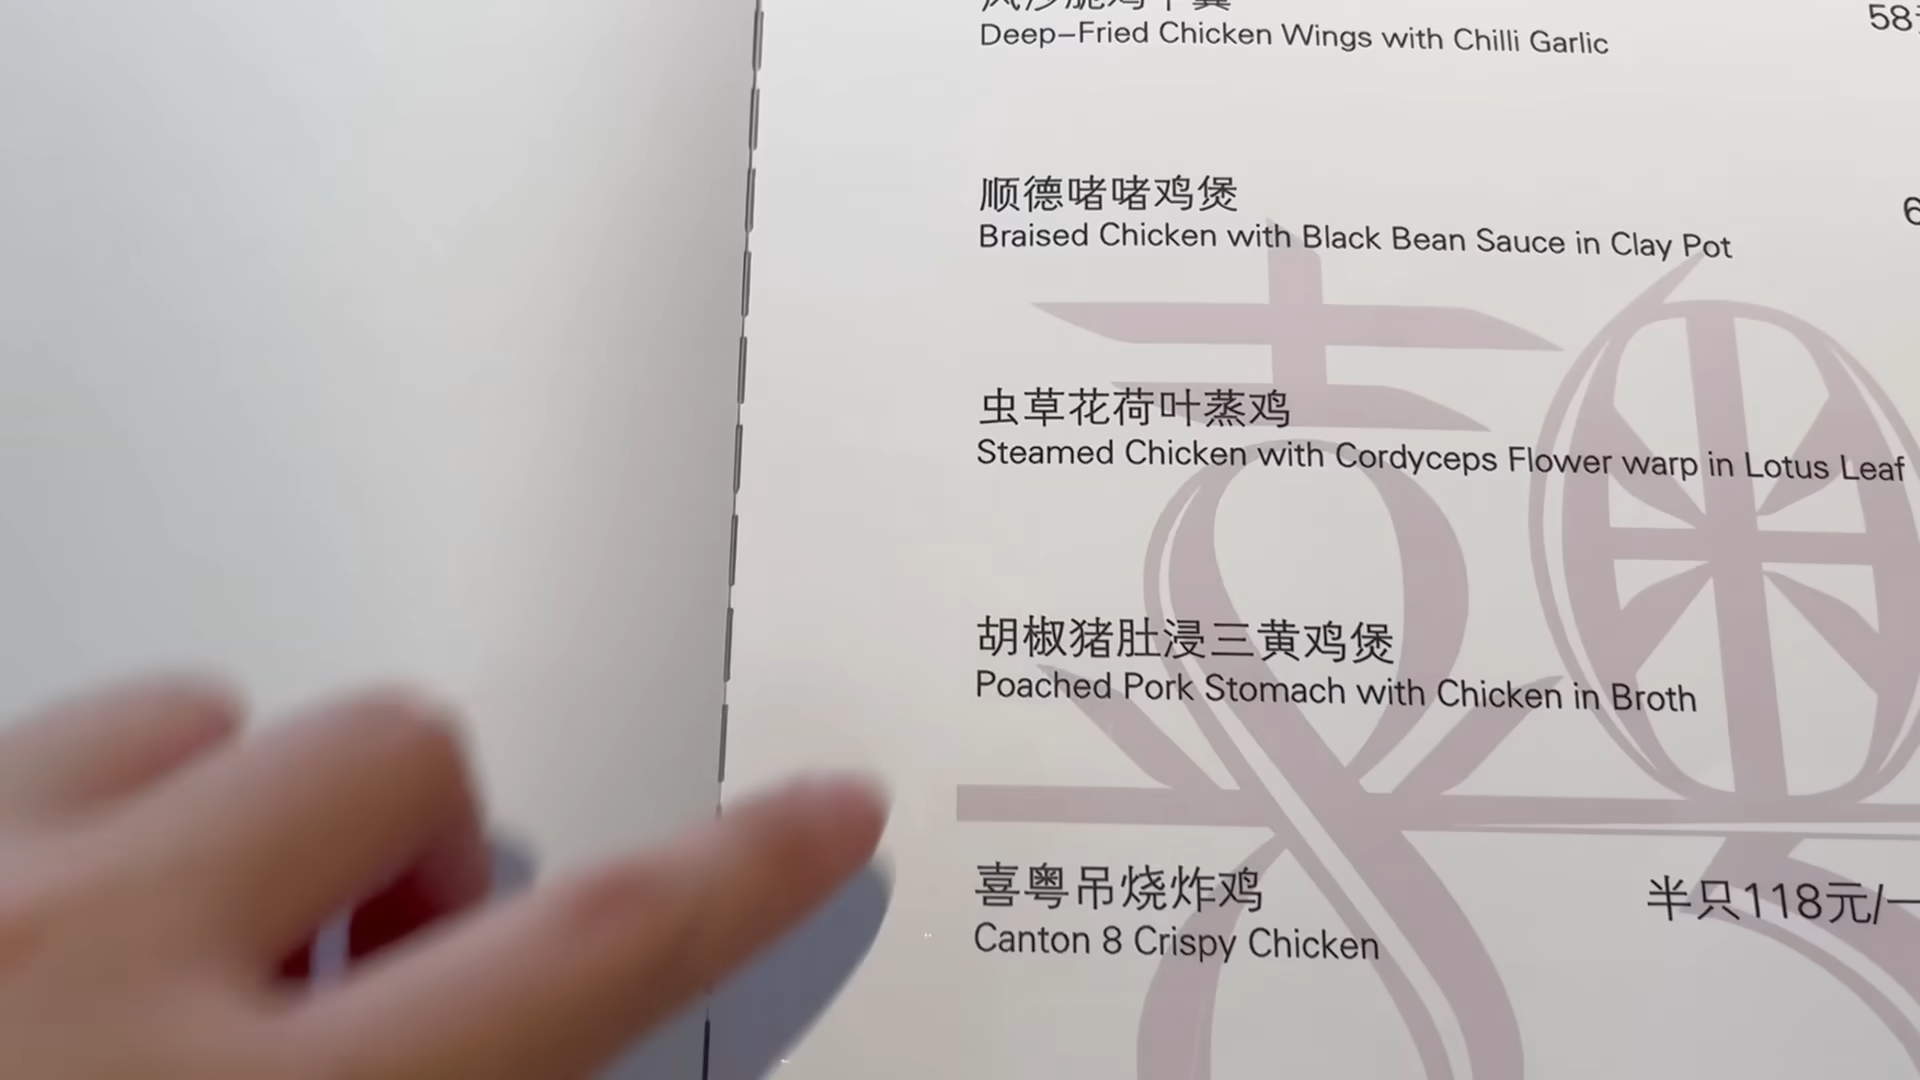 Deep-Fried Chicken Wings with Chilli Garlic
58
顺德啫啫鸡煲
Braised Chicken with Black Bean Sauce in Clay Pot
6
虫草花荷叶蒸鸡
Steamed Chicken with Cordyceps Flower warp in Lotus Leaf
胡椒猪肚浸三黄鸡煲
Poached Pork Stomach with Chicken in Broth
喜粤吊烧炸鸡
半只118元/一
Canton 8 Crispy Chicken